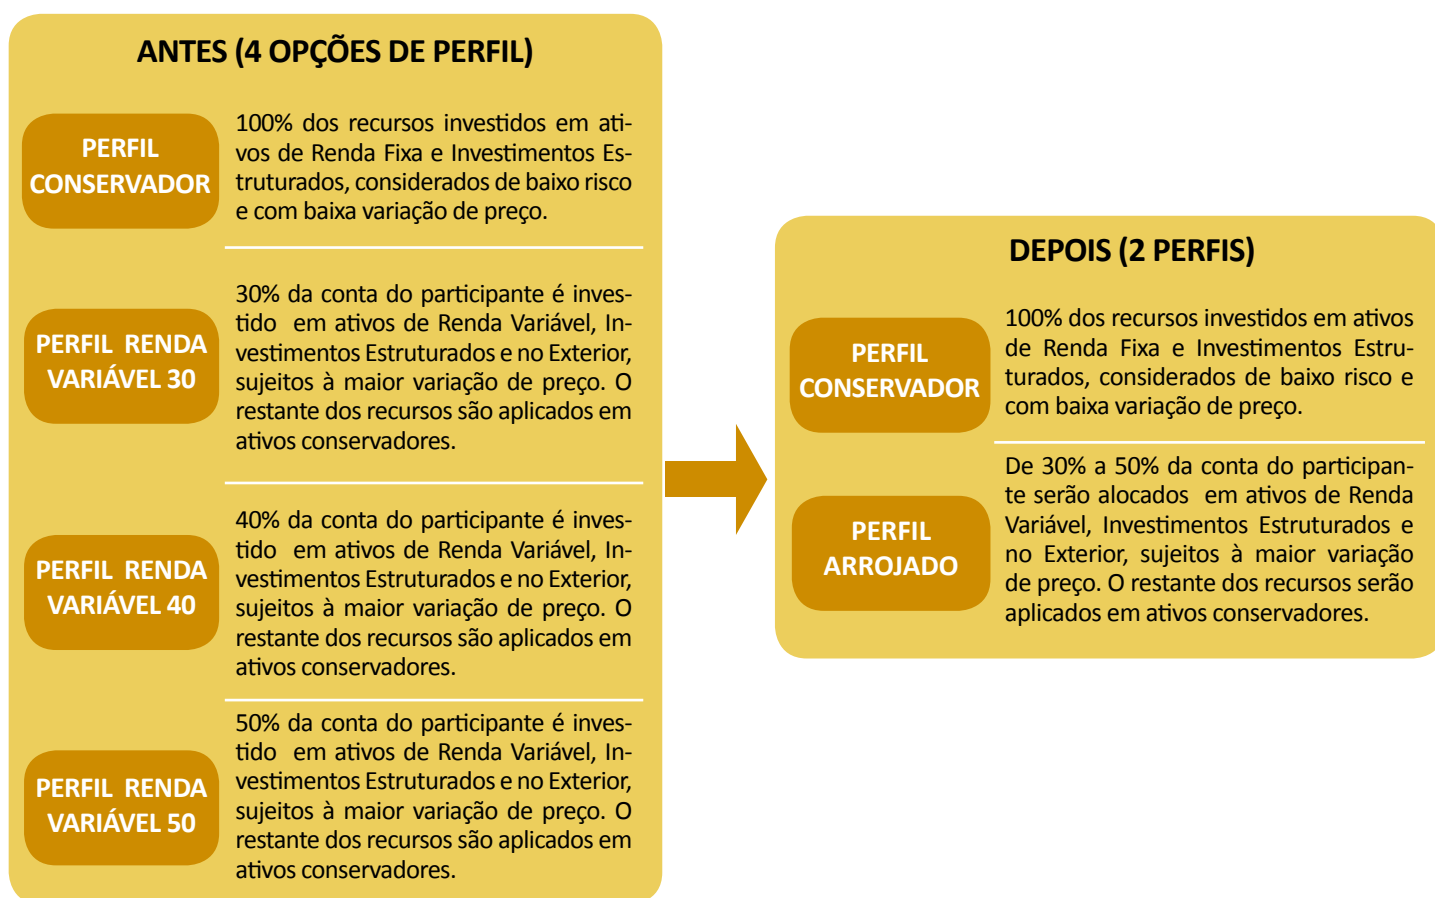 ANTES (4 OPÇÕES DE PERFIL)
PERFIL
CONSERVADOR
100% dos recursos investidos em ati-
vos de Renda Fixa e Investimentos Es-
truturados, considerados de baixo risco
e com baixa variação de preço.
PERFIL RENDA
VARIÁVEL 30
30% da conta do participante é inves-
tido em ativos de Renda Variável, In-
vestimentos Estruturados e no Exterior,
sujeitos à maior variação de preço. O
restante dos recursos são aplicados em
ativos conservadores.
PERFIL RENDA
VARIÁVEL 40
40% da conta do participante é inves-
tido em ativos de Renda Variável, In-
vestimentos Estruturados e no Exterior,
sujeitos à maior variação de preço. O
restante dos recursos são aplicados em
ativos conservadores.
PERFIL RENDA
VARIÁVEL 50
50% da conta do participante é inves-
tido em ativos de Renda Variável, In-
vestimentos Estruturados e no Exterior,
sujeitos à maior variação de preço. O
restante dos recursos são aplicados em
ativos conservadores.
DEPOIS (2 PERFIS)
PERFIL
CONSERVADOR
100% dos recursos investidos em ativos
de Renda Fixa e Investimentos Estru-
turados, considerados de baixo risco e
com baixa variação de preço.
PERFIL
ARROJADO
De 30% a 50% da conta do participan-
te serão alocados em ativos de Renda
Variável, Investimentos Estruturados e
no Exterior, sujeitos à maior variação
de preço. O restante dos recursos serão
aplicados em ativos conservadores.